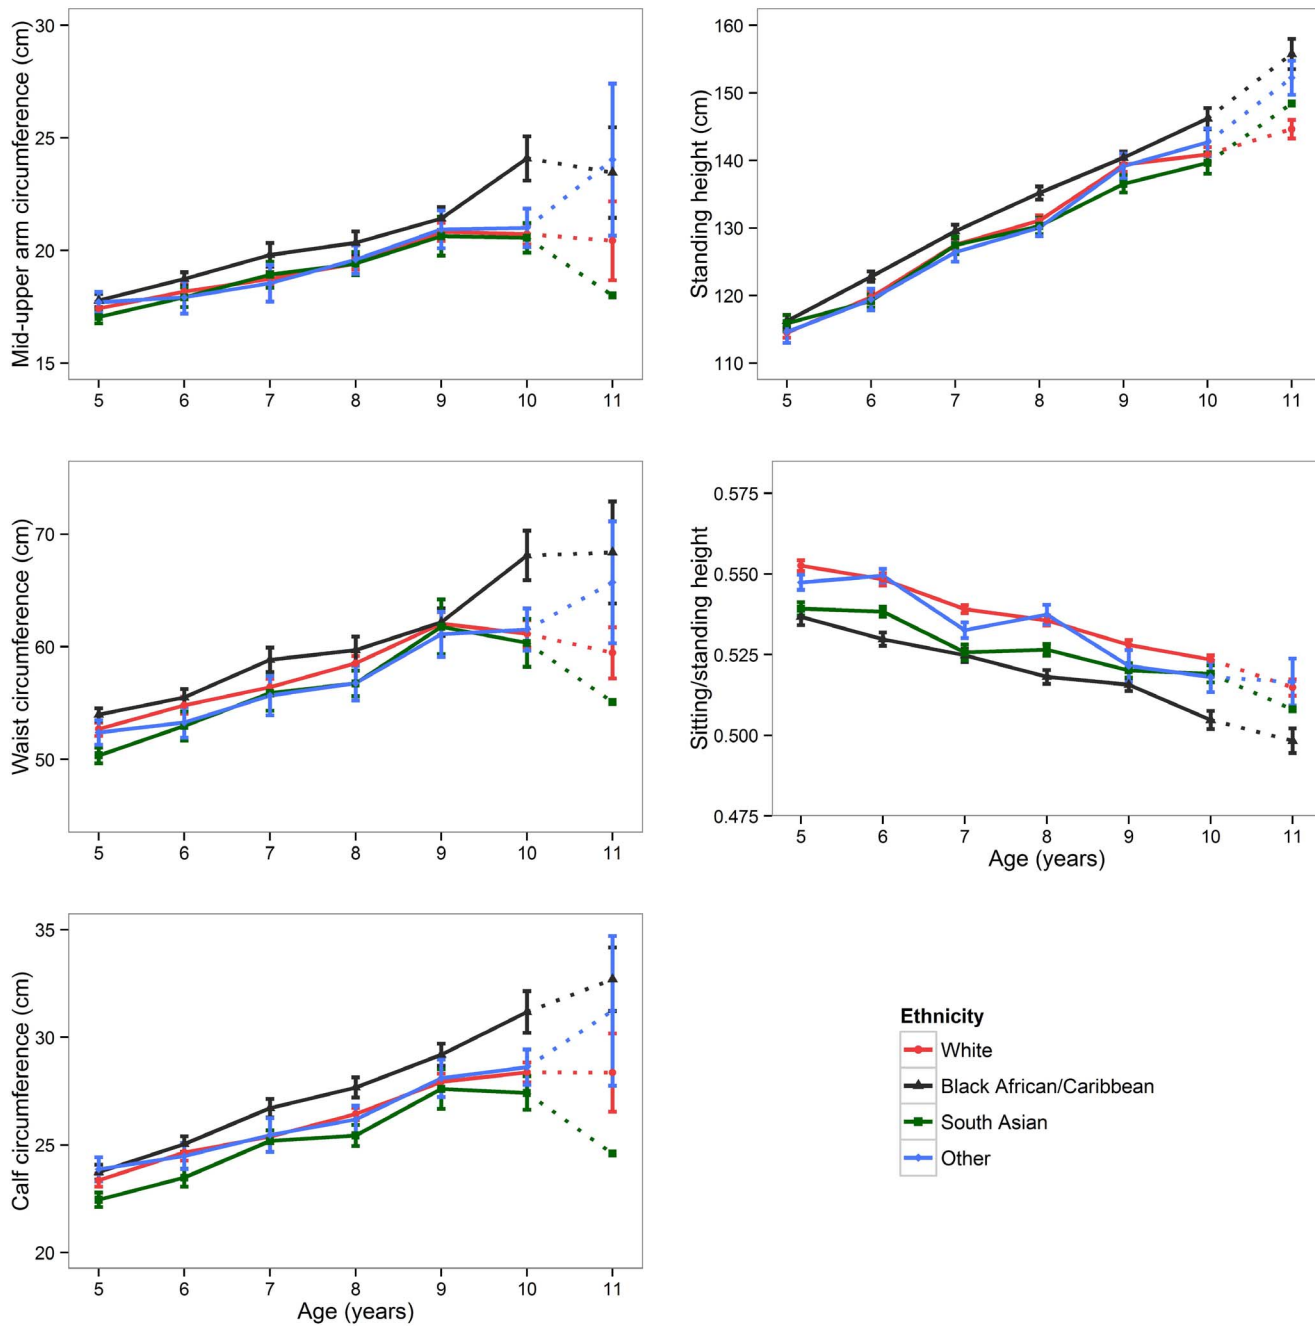 Mid-upper arm circumference (cm)
30
25
20
15
5 6 7 8 9 10 11
Standing height (cm)
160
150
140
130
120
110
5 6 7 8 9 10 11
Waist circumference (cm)
70
60
50
5 6 7 8 9 10 11
Sitting/standing height
0.575
0.550
0.525
0.500
0.475
5 6 7 8 9 10 11
Age (years)
Calf circumference (cm)
35
30
25
20
5 6 7 8 9 10 11
Age (years)
Ethnicity
White
Black African/Caribbean
South Asian
Other